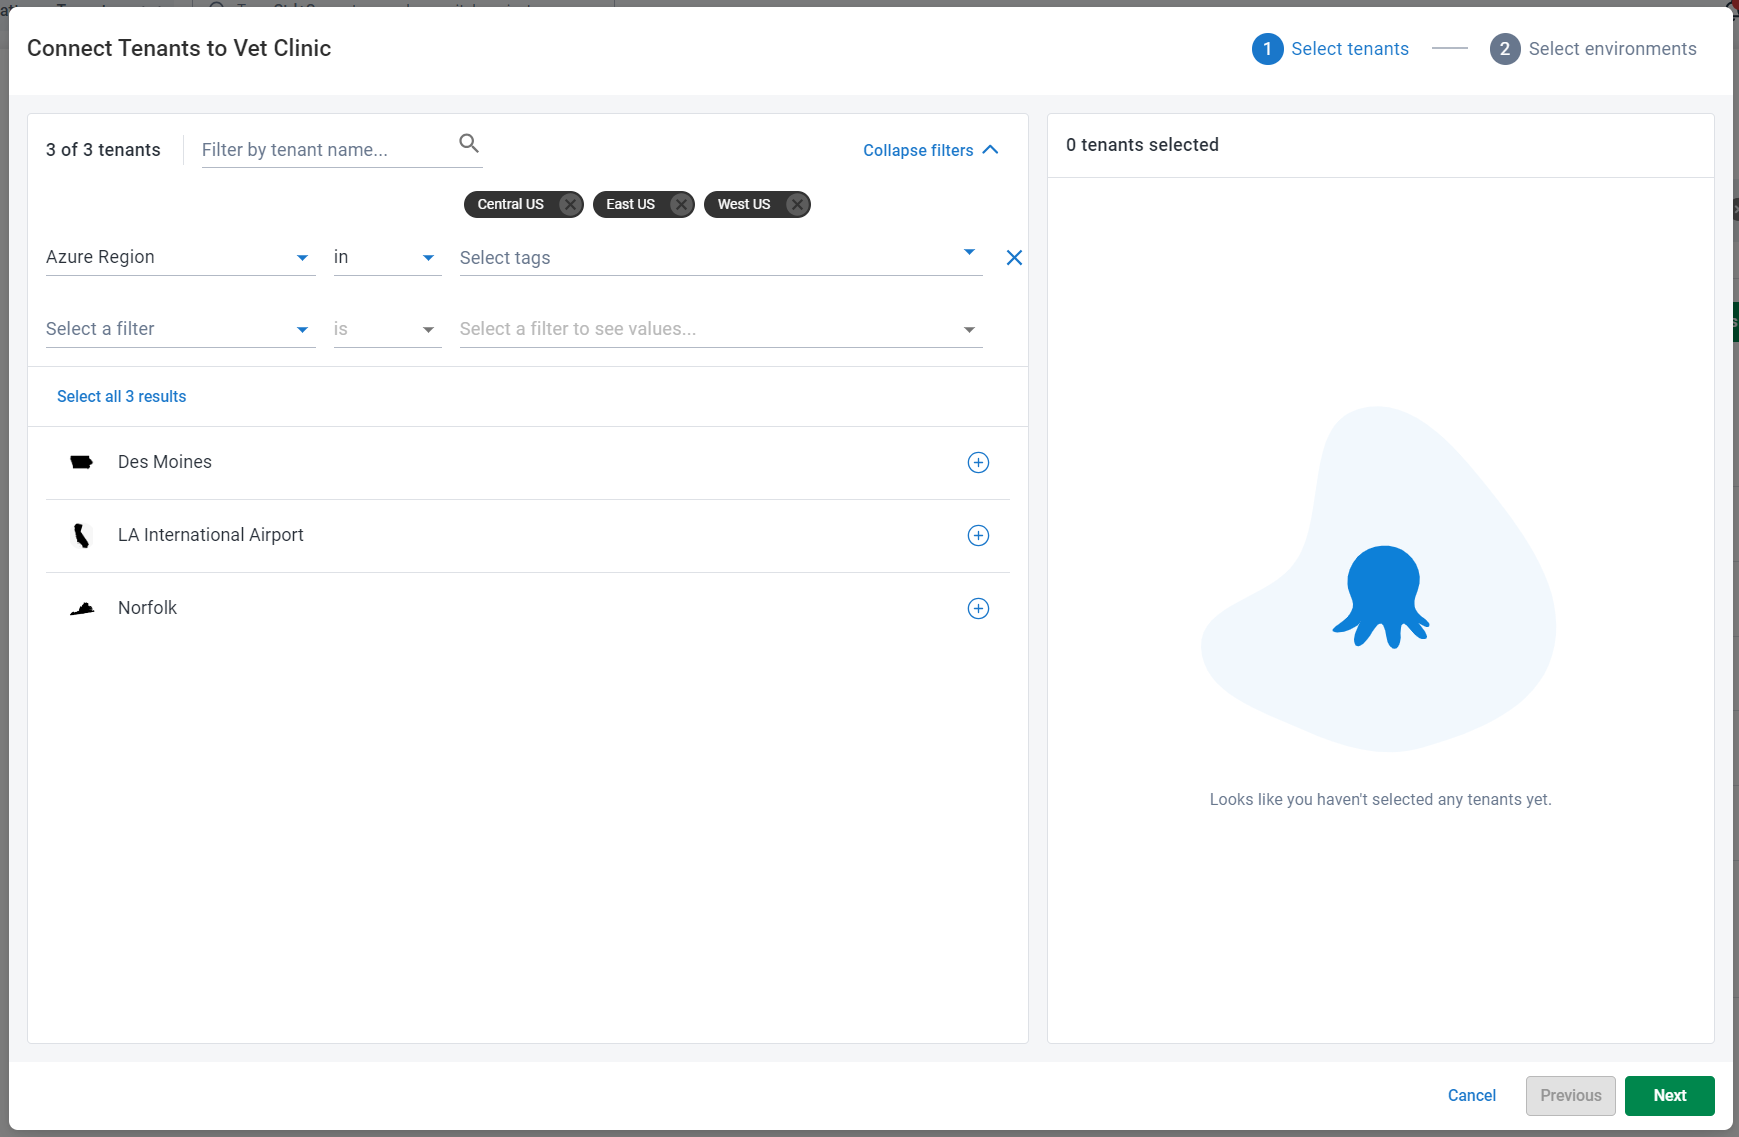 Connect Tenants to Vet Clinic
1 Select tenants
2 Select environments
3 of 3 tenants
Filter by tenant name...
Collapse filters
Central US
East US
West US
Azure Region
in
Select tags
Select a filter
is
Select a filter to see values...
Select all 3 results
Des Moines
LA International Airport
Norfolk
0 tenants selected
Looks like you haven't selected any tenants yet.
Cancel
Previous
Next